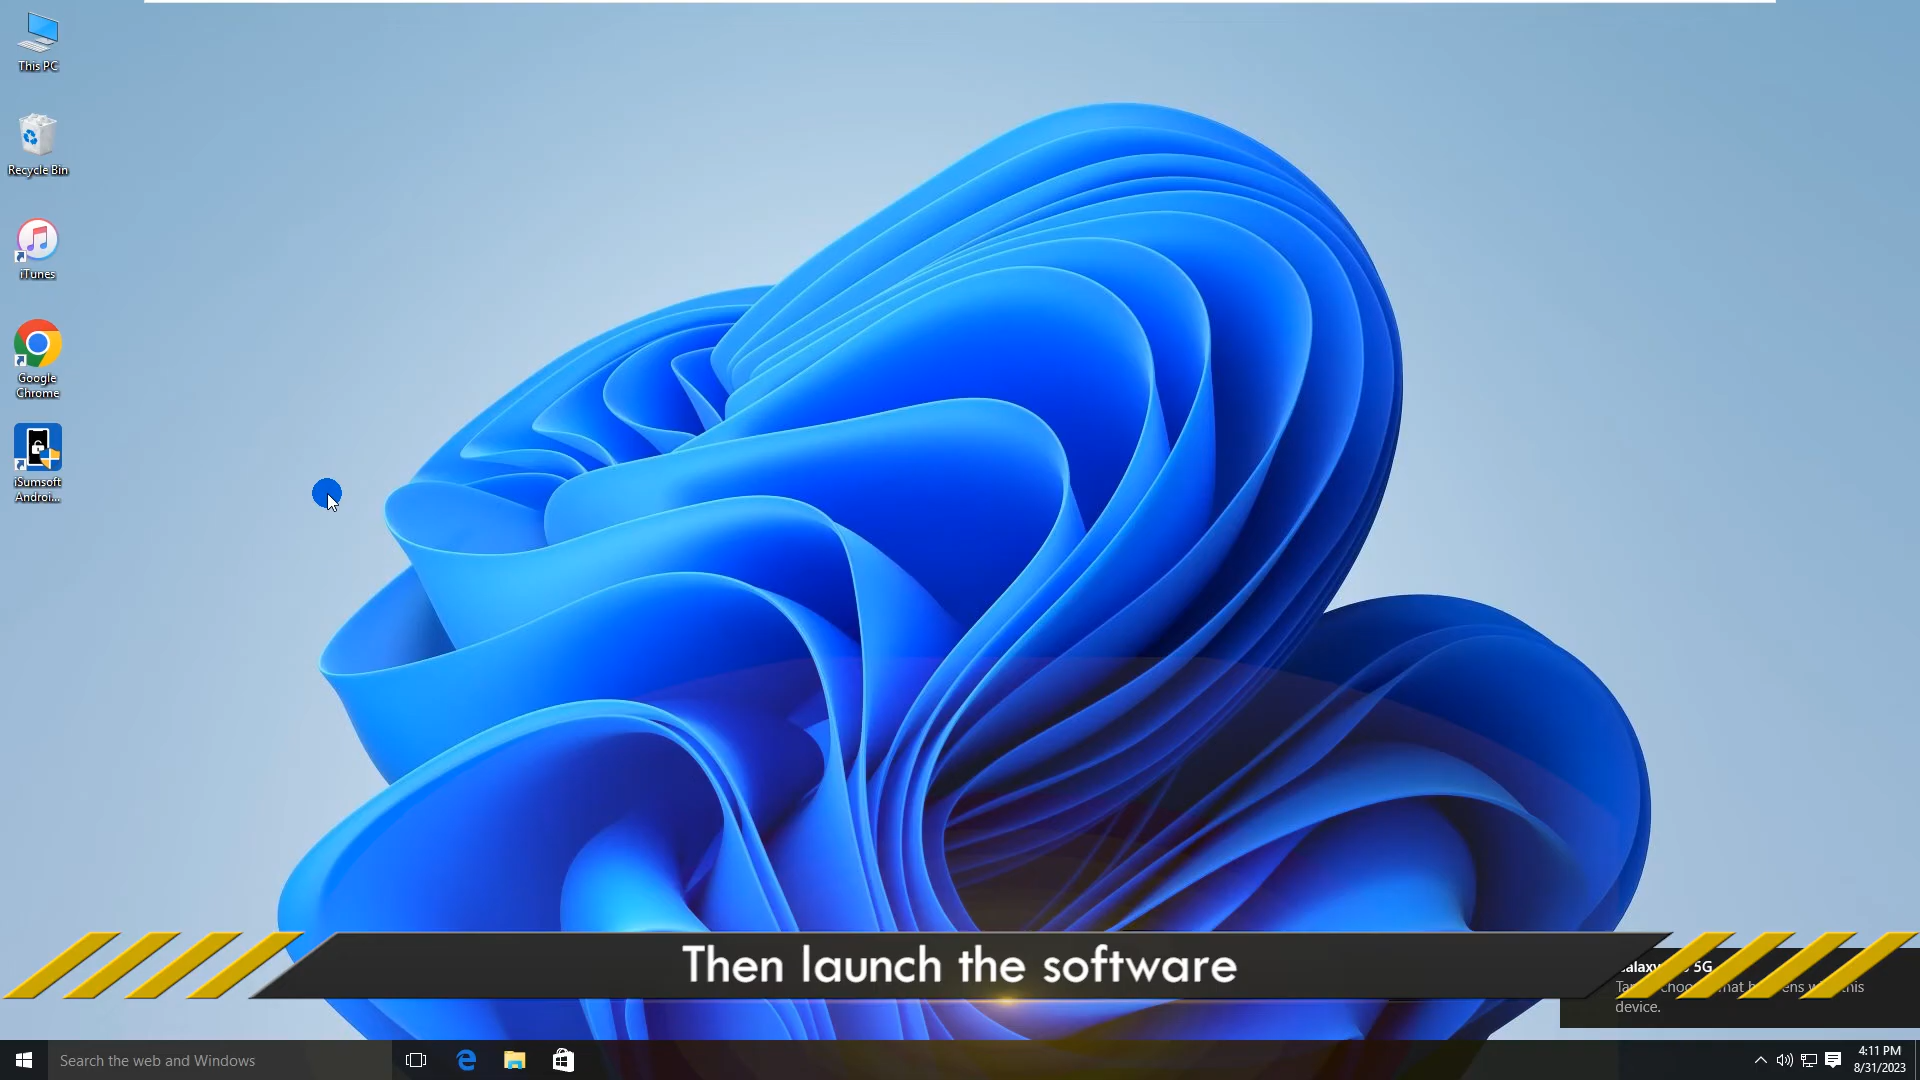 This PC
Recycle Bin
iTunes
Google
Chrome
iSumsoft
Androi...
Then launch the software
5G
this
device.
Search the web and Windows
4:11 PM
8/31/2023